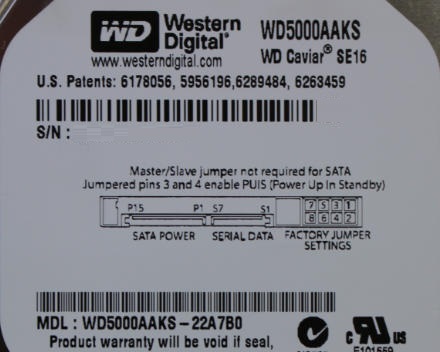 WD Western Digital® WD5000AAKS
www.westerndigital.com WD Caviar® SE16
U.S. Patents: 6178056, 5956196,6289484, 6263459
S/N :
Master/Slave jumper not required for SATA
Jumpered pins 3 and 4 enable PUIS (Power Up In Standby)
P15 P1 S7 S1 7 5 3 1
8 6 4 2
SATA POWER SERIAL DATA FACTORY JUMPER
SETTINGS
MDL : WD5000AAKS-22A7B0
Product warranty will be void if seal,
c US
E101559